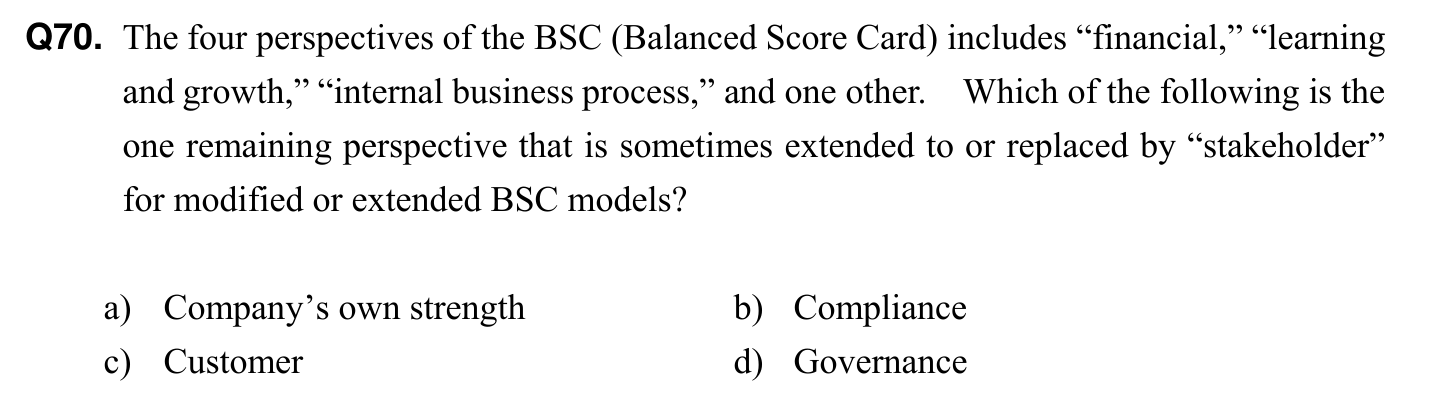 Q70. The four perspectives of the BSC (Balanced Score Card) includes “financial,” “learning
and growth,” “internal business process,” and one other. Which of the following is the
one remaining perspective that is sometimes extended to or replaced by “stakeholder”
for modified or extended BSC models?
a) Company’s own strength b) Compliance
c) Customer d) Governance